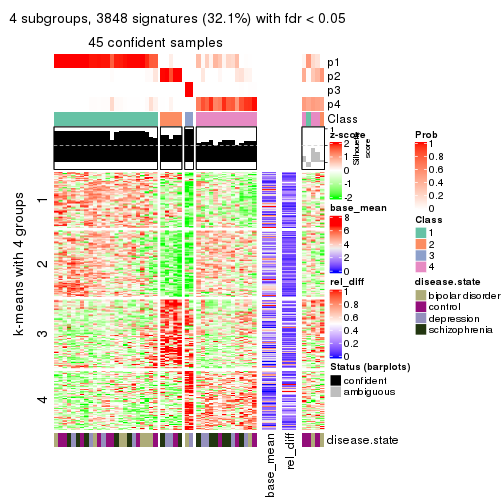 4 subgroups, 3848 signatures (32.1%) with fdr < 0.05
45 confident samples
p1
p2
p3
p4
Class
1
Silhouette
score
k-means with 4 groups
1
2
3
4
z-score
2
1
0
-1
-2
base_mean
8
6
4
2
0
rel_diff
1
0.8
0.6
0.4
0.2
0
Status (barplots)
confident
ambiguous
Prob
1
0.8
0.6
0.4
0.2
0
Class
1
2
3
4
disease.state
bipolar disorder
control
depression
schizophrenia
disease.state
base_mean
rel_diff